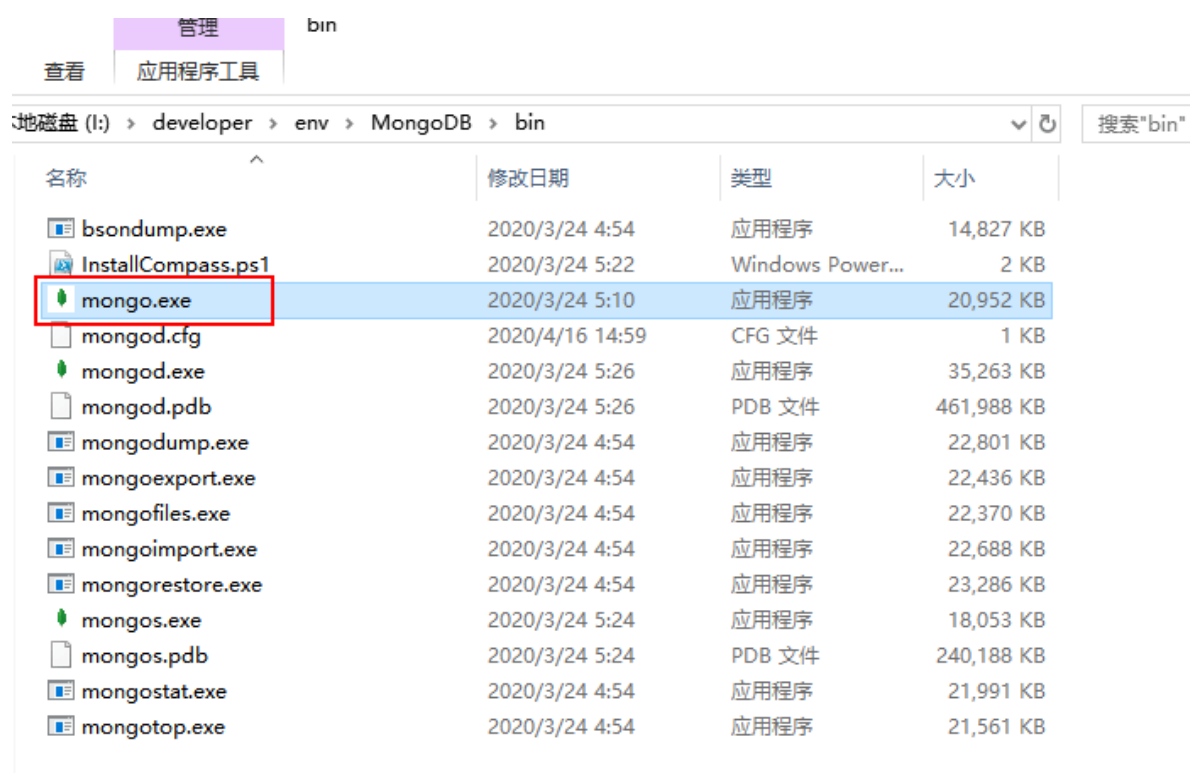 管理 bin
查看 应用程序工具
本地磁盘 (I:) › developer › env › MongoDB › bin 搜索"bin"
名称 修改日期 类型 大小
bsondump.exe 2020/3/24 4:54 应用程序 14,827 KB
InstallCompass.ps1 2020/3/24 5:22 Windows Power... 2 KB
mongo.exe 2020/3/24 5:10 应用程序 20,952 KB
mongod.cfg 2020/4/16 14:59 CFG 文件 1 KB
mongod.exe 2020/3/24 5:26 应用程序 35,263 KB
mongod.pdb 2020/3/24 5:26 PDB 文件 461,988 KB
mongodump.exe 2020/3/24 4:54 应用程序 22,801 KB
mongoexport.exe 2020/3/24 4:54 应用程序 22,436 KB
mongofiles.exe 2020/3/24 4:54 应用程序 22,370 KB
mongoimport.exe 2020/3/24 4:54 应用程序 22,688 KB
mongorestore.exe 2020/3/24 4:54 应用程序 23,286 KB
mongos.exe 2020/3/24 5:24 应用程序 18,053 KB
mongos.pdb 2020/3/24 5:24 PDB 文件 240,188 KB
mongostat.exe 2020/3/24 4:54 应用程序 21,991 KB
mongotop.exe 2020/3/24 4:54 应用程序 21,561 KB